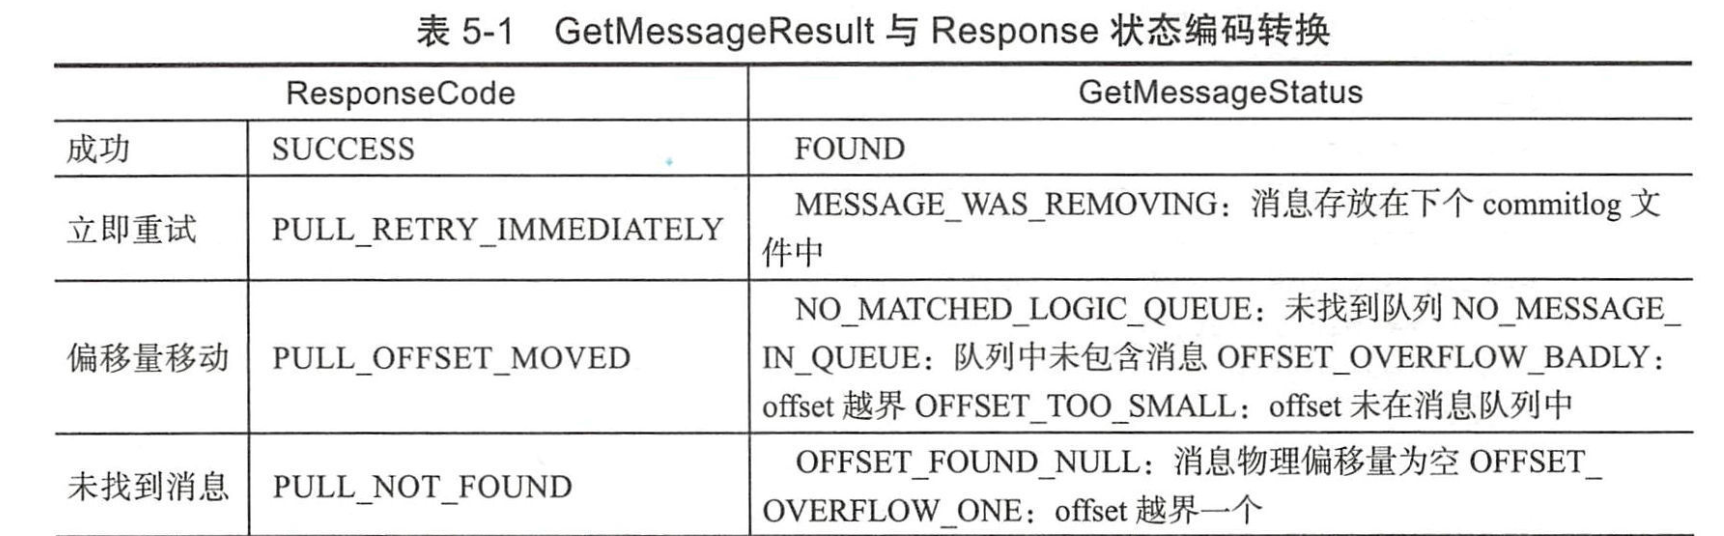 表 5-1 GetMessageResult 与 Response 状态编码转换
ResponseCode GetMessageStatus
成功 SUCCESS FOUND
立即重试 PULL_RETRY_IMMEDIATELY MESSAGE_WAS_REMOVING：消息存放在下个 commitlog 文
件中
偏移量移动 PULL_OFFSET_MOVED NO_MATCHED_LOGIC_QUEUE：未找到队列 NO_MESSAGE_
IN_QUEUE：队列中未包含消息 OFFSET_OVERFLOW_BADLY：
offset 越界 OFFSET_TOO_SMALL：offset 未在消息队列中
未找到消息 PULL_NOT_FOUND OFFSET_FOUND_NULL：消息物理偏移量为空 OFFSET_
OVERFLOW_ONE：offset 越界一个